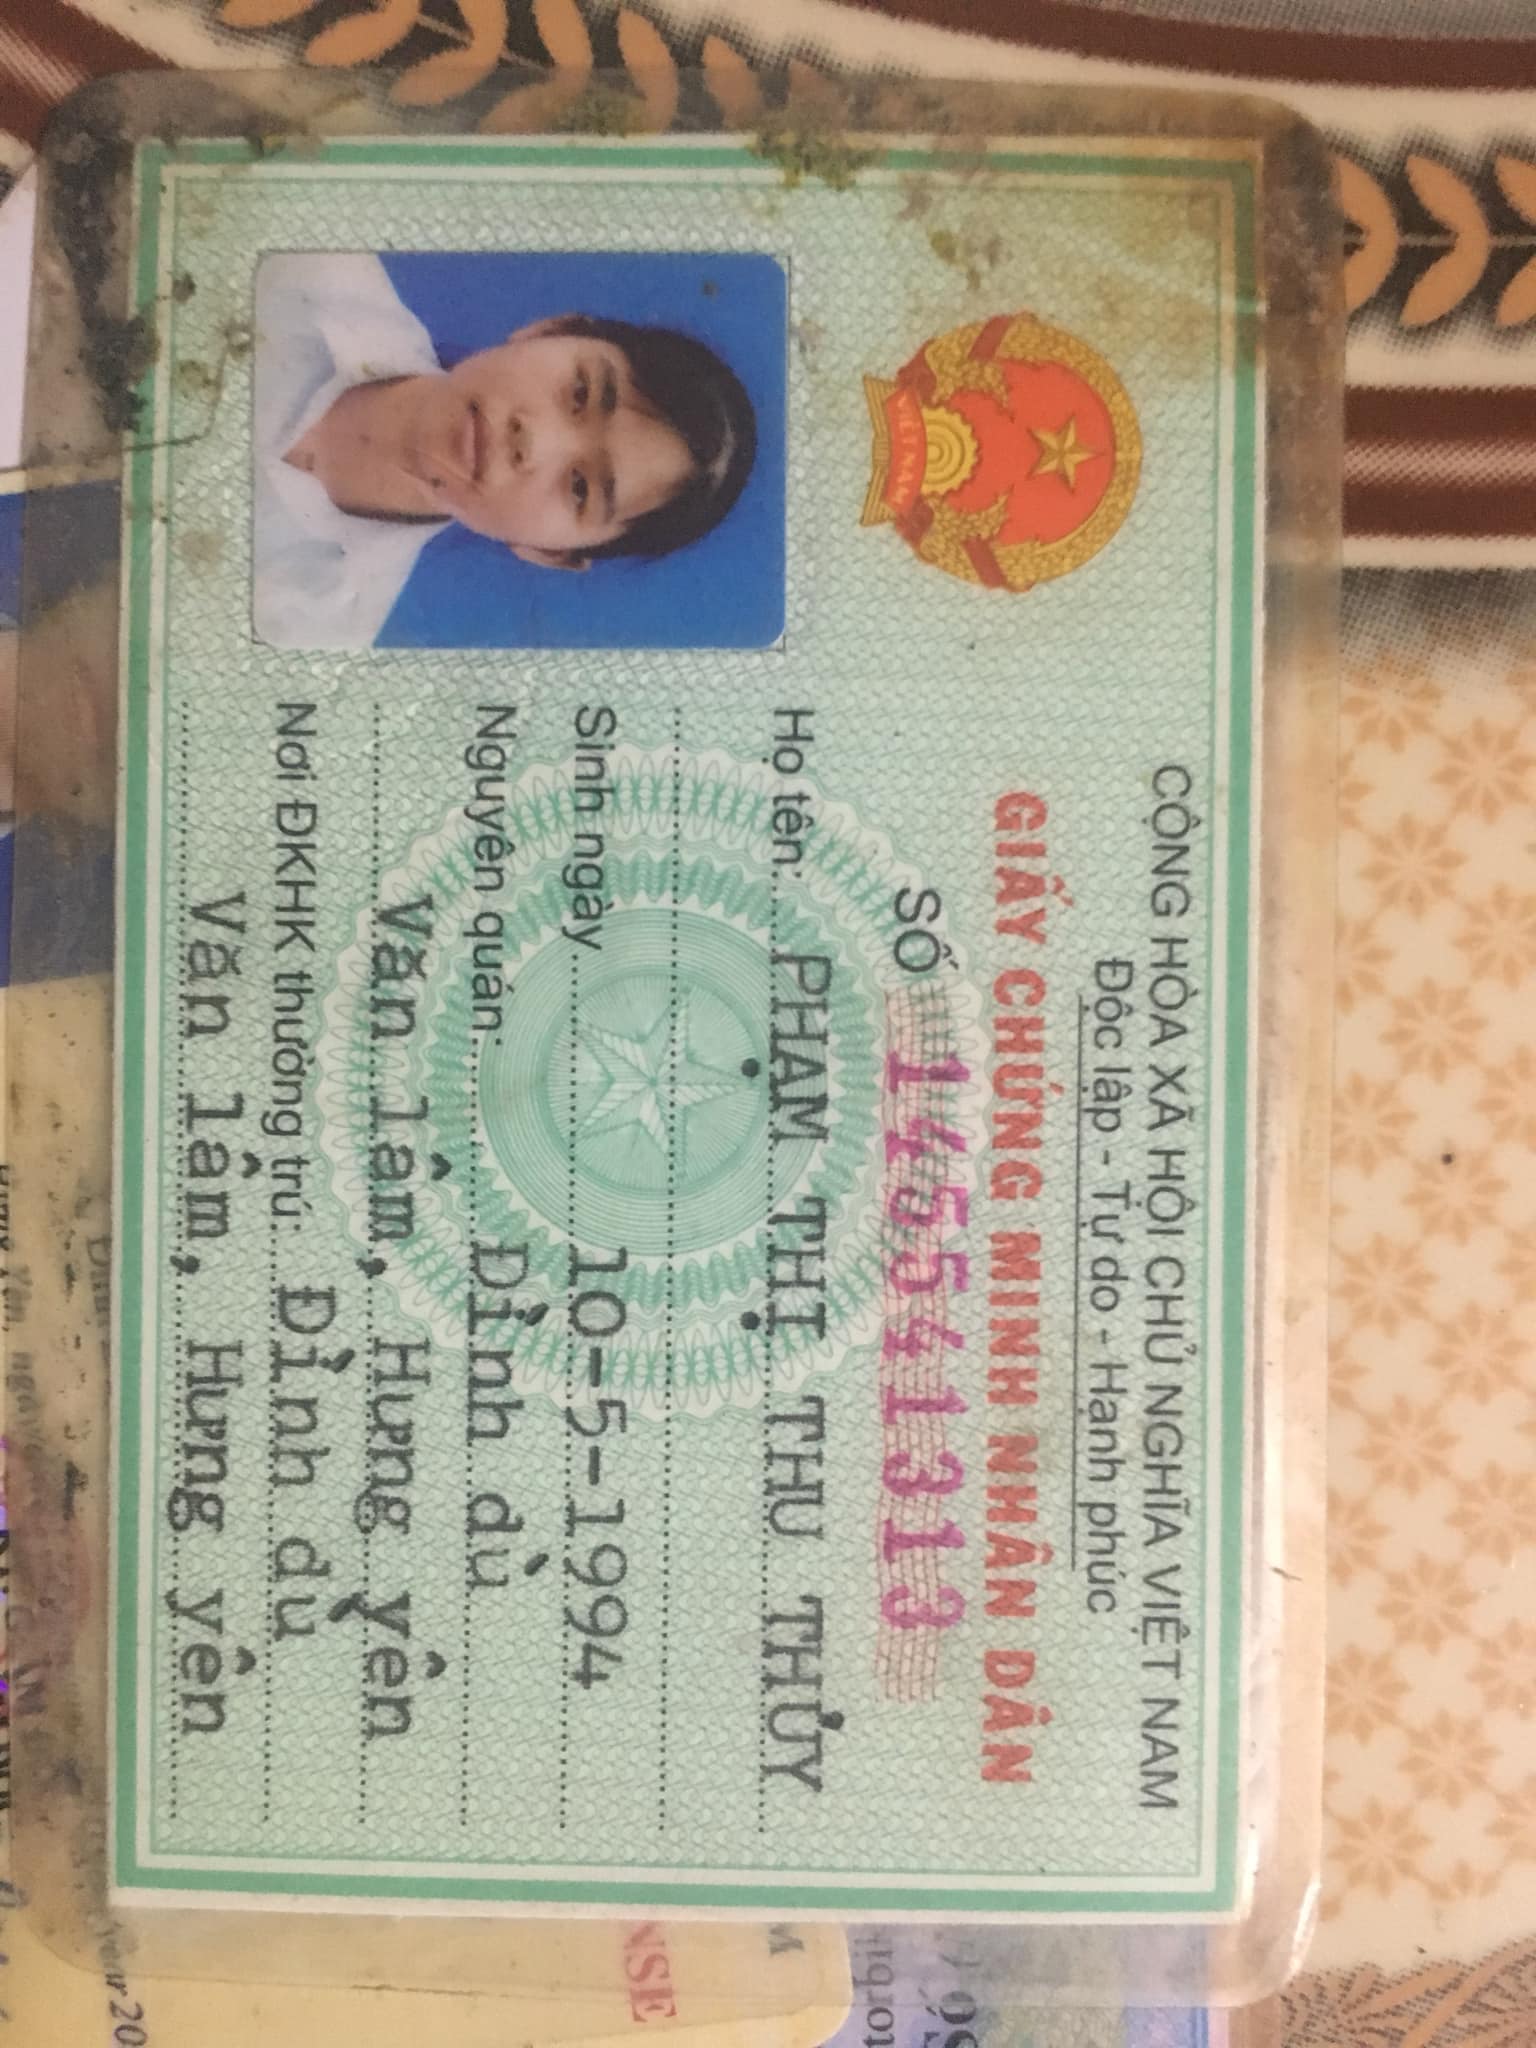 CỘNG HÒA XÃ HỘI CHỦ NGHĨA VIỆT NAM
Độc lập - Tự do - Hạnh phúc
GIẤY CHỨNG MINH NHÂN DÂN
SỐ 145541313
Họ tên: PHẠM THỊ THU THỦY
Sinh ngày 10-5-1994
Nguyên quán: Đình dù
Văn lâm, Hưng yên
Nơi ĐKHK thường trú: Đình dù
Văn lâm, Hưng yên
VIỆT NAM
NSE